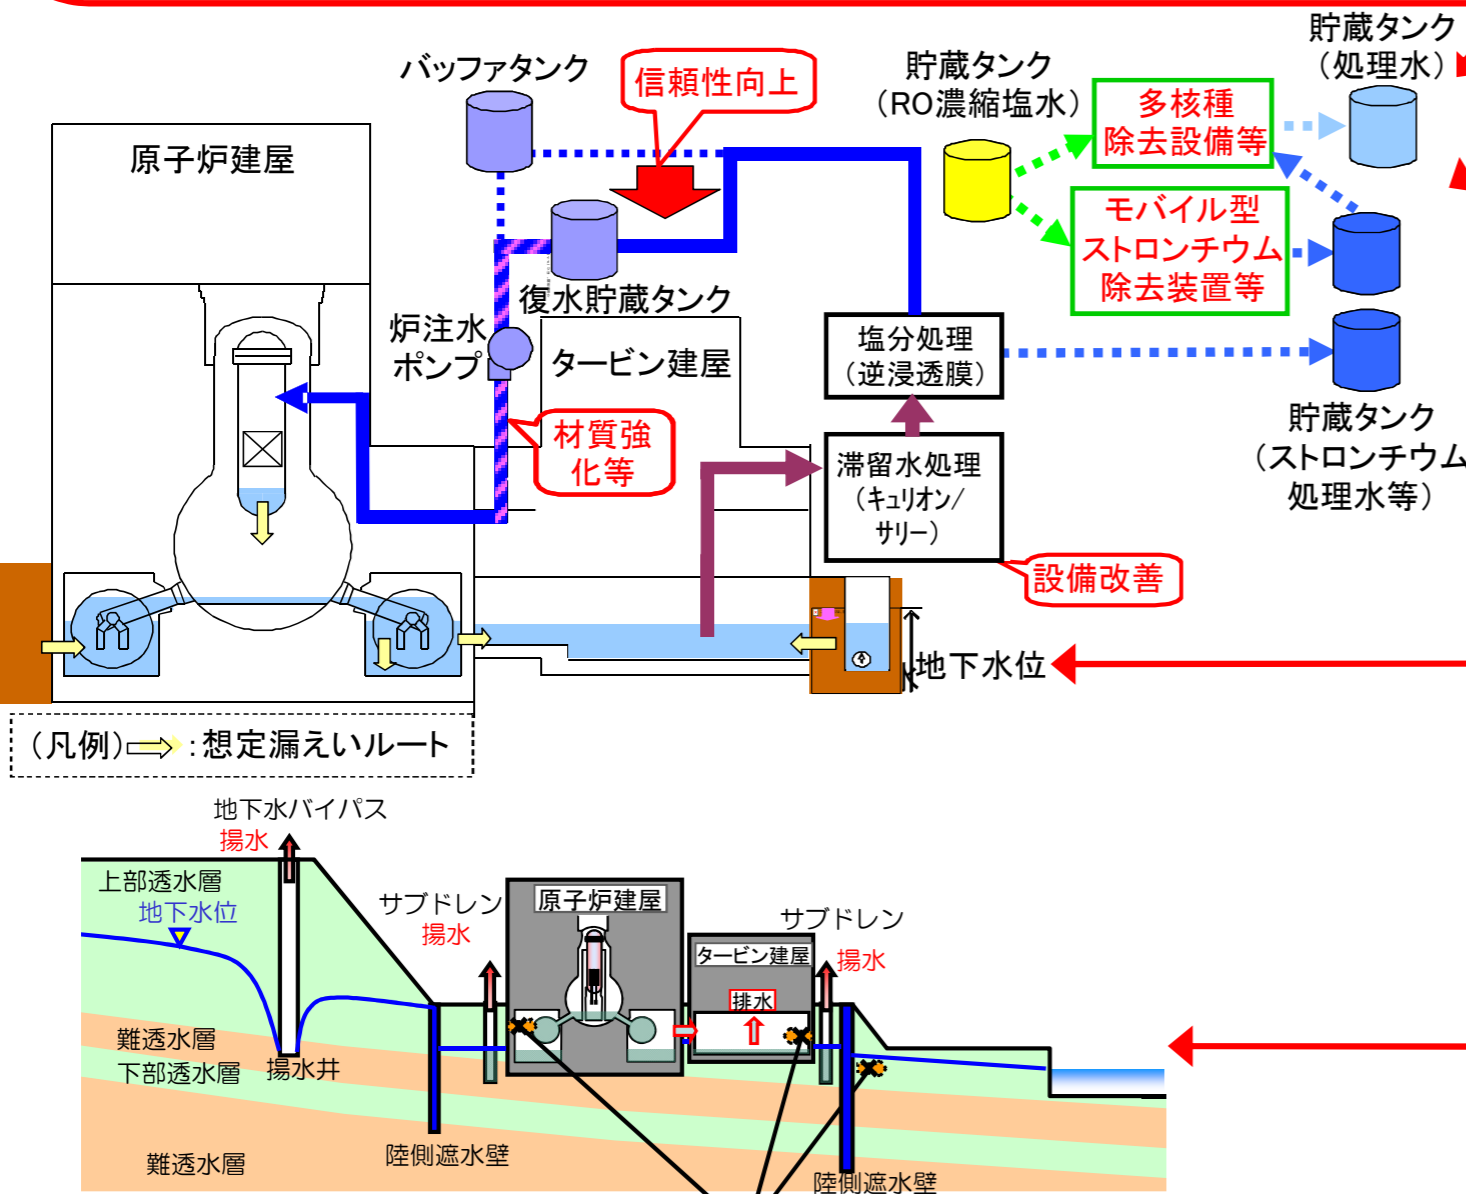 バッファタンク
信頼性向上
貯蔵タンク
（RO濃縮塩水）
貯蔵タンク
（処理水）
多核種
除去設備等
原子炉建屋
モバイル型
ストロンチウム
除去装置等
復水貯蔵タンク
炉注水
ポンプ
タービン建屋
塩分処理
（逆浸透膜）
貯蔵タンク
（ストロンチウム
処理水等）
材質強
化等
滞留水処理
（キュリオン/
サリー）
設備改善
地下水位
（凡例） ：想定漏えいルート
地下水バイパス
揚水
上部透水層
地下水位
サブドレン
揚水
原子炉建屋
サブドレン
揚水
タービン建屋
排水
難透水層
下部透水層
揚水井
陸側遮水壁
難透水層
陸側遮水壁